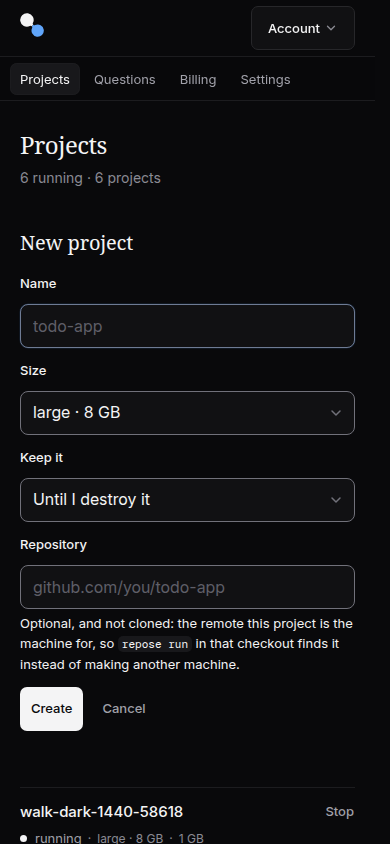 Account
Projects Questions Billing Settings
Projects
6 running · 6 projects
New project
Name
todo-app
Size
large · 8 GB
Keep it
Until I destroy it
Repository
github.com/you/todo-app
Optional, and not cloned: the remote this project is the
machine for, so repose run in that checkout finds it
instead of making another machine.
Create Cancel
walk-dark-1440-58618 Stop
running · large · 8 GB · 1 GB